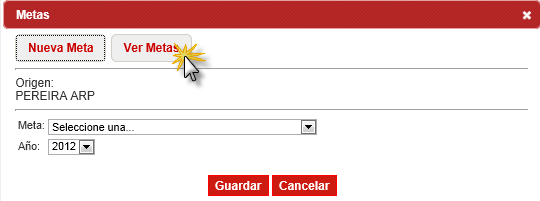 Metas
Nueva Meta Ver Metas
Origen:
PEREIRA ARP
Meta: Seleccione una...
Año: 2012
Guardar Cancelar